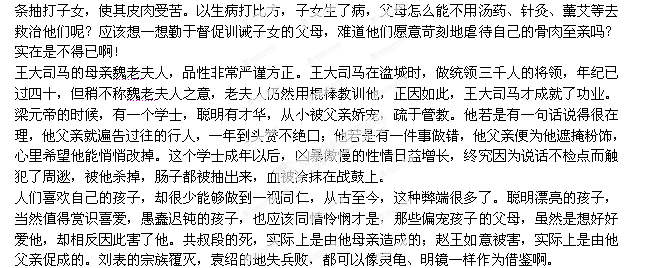 条抽打子女，使其皮肉受苦。以生病打比方，子女生了病，父母怎么能不用汤药、针灸、薰艾等去
救治他们呢？应该想一想勤于督促训诫子女的父母，难道他们愿意苛刻地虐待自己的骨肉至亲吗？
实在是不得已啊！
王大司马的母亲魏老夫人，品性非常严谨方正。王大司马在湓城时，做统领三千人的将领，年纪已
过四十，但稍不称魏老夫人之意，老夫人仍然用棍棒教训他，正因如此，王大司马才成就了功业。
梁元帝的时候，有一个学士，聪明有才华，从小被父亲娇宠，疏于管教。他若是有一句话说得很在
理，他父亲就遍告过往的行人，一年到头赞不绝口，他若是有一件事做错，他父亲便为他遮掩粉饰，
心里希望他能悄悄改掉。这个学士成年以后，凶暴傲慢的性情日益增长，终究因为说话不检点而触
犯了周逖，被他杀掉，肠子都被抽出来，血被涂抹在战鼓上。
人们喜欢自己的孩子，却很少能够做到一视同仁，从古至今，这种弊端很多了。聪明漂亮的孩子，
当然值得赏识喜爱，愚蠢迟钝的孩子，也应该同情怜悯才是，那些偏宠孩子的父母，虽然是想好好
爱他，却相反因此害了他。共叔段的死，实际上是由他母亲造成的；赵王如意被害，实际上是由他
父亲促成的。刘表的宗族覆灭，袁绍的地失兵败，都可以像灵龟、明镜一样作为借鉴啊。